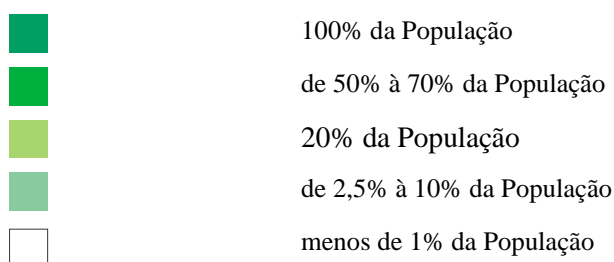 100% da População
de 50% à 70% da População
20% da População
de 2,5% à 10% da População
menos de 1% da População